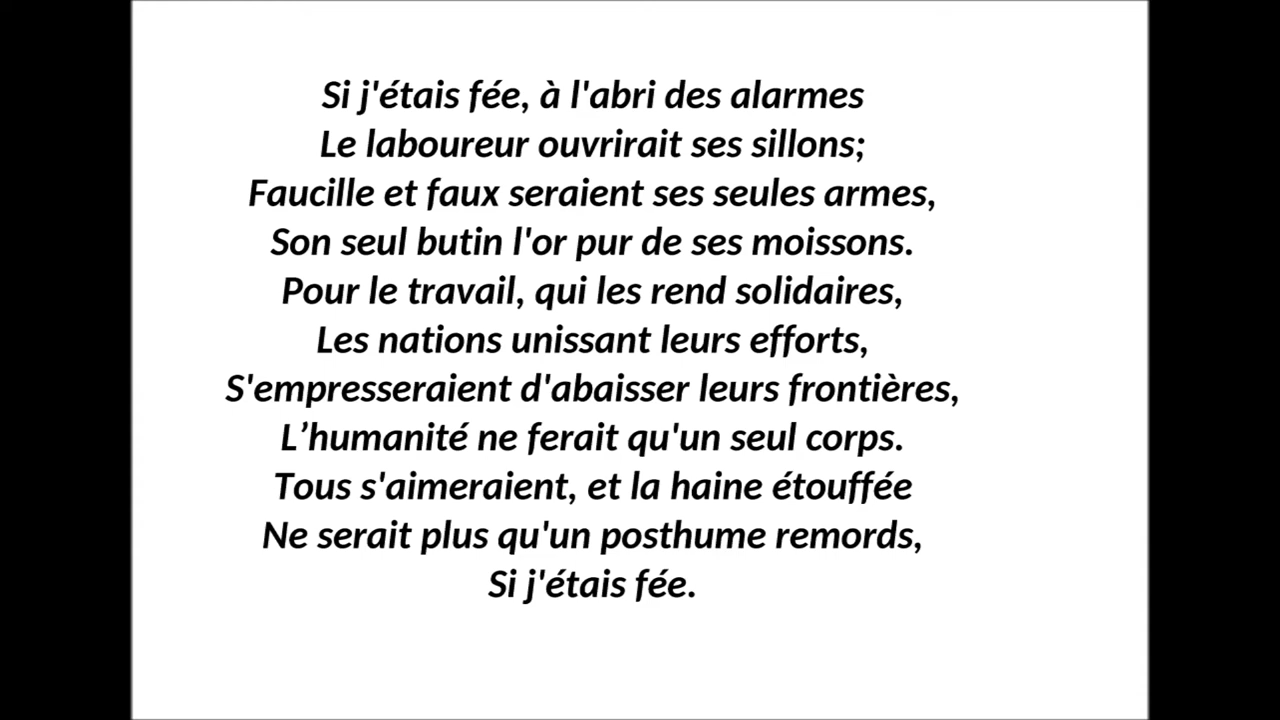 Si j'étais fée, à l'abri des alarmes
Le laboureur ouvrirait ses sillons;
Faucille et faux seraient ses seules armes,
Son seul butin l'or pur de ses moissons.
Pour le travail, qui les rend solidaires,
Les nations unissant leurs efforts,
S'empresseraient d'abaisser leurs frontières,
L’humanité ne ferait qu'un seul corps.
Tous s'aimeraient, et la haine étouffée
Ne serait plus qu'un posthume remords,
Si j'étais fée.